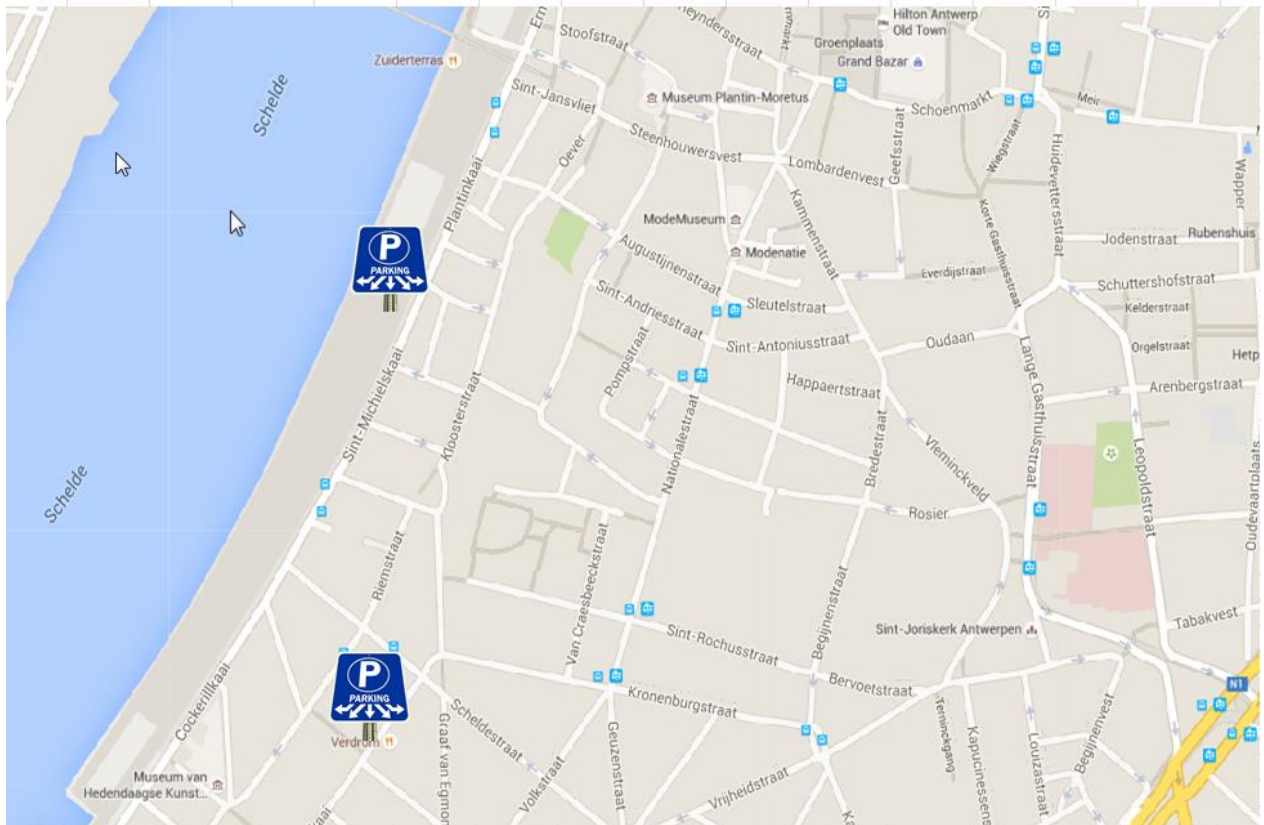 Hilton Antwerp
Old Town
Groenplaats
Grand Bazar
Stoofstraat
Zuiderterras
Schelde
Sint-Jansvliet
Museum Plantin-Moretus
Schoenmarkt
Meir
Steenhouwersvest
Oever
Lombardenvest
Geefsstraat
Wiegstraat
Huidevettersstraat
Wapper
Plantinkaai
ModeMuseum
Kammenstraat
Korte Gasthuisstraat
Jodenstraat
Rubenshuis
Augustijnenstraat
Modenatie
P
PARKING
Everdijstraat
Schuttershofstraat
Sint-Andriesstraat
Sleutelstraat
Kelderstraat
Sint-Antoniusstraat
Oudaan
Orgelstraat
Hetp
Pompstraat
Lange Gasthuisstraat
Happaertstraat
Arenbergstraat
Sint-Michielskaai
Kloosterstraat
Nationalestraat
Bredestraat
Vleminckveld
Leopoldstraat
Oudevaartplaats
Schelde
Rosier
Riemstraat
Van Craesbeeckstraat
Begijnenstraat
Sint-Rochusstraat
Sint-Joriskerk Antwerpen
Tabakvest
P
PARKING
Bervoetstraat
N1
Cockerillkaai
Kronenburgstraat
Scheldestraat
Graaf van Egmon
Geuzenstraat
Terninckgang
Kapucinessens
Louizastraat
Begijnenvest
Verdrom
Museum van
Hedendaagse Kunst...
Volkstraat
Vrijheidstraat